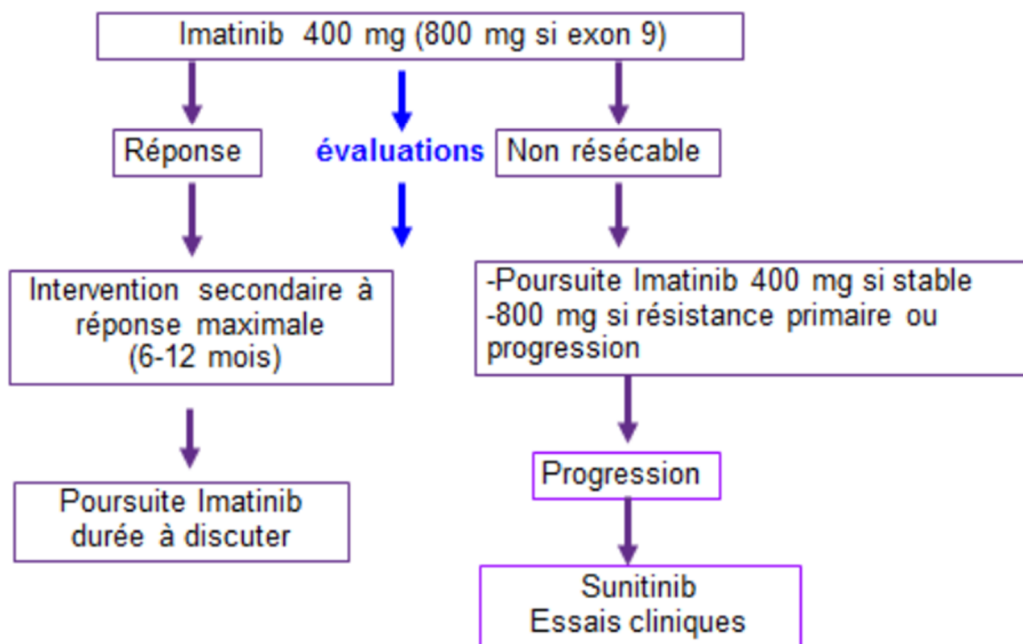 Imatinib 400 mg (800 mg si exon 9)
Réponse
évaluations
Non résécable
Intervention secondaire à
réponse maximale
(6-12 mois)
-Poursuite Imatinib 400 mg si stable
-800 mg si résistance primaire ou
progression
Poursuite Imatinib
durée à discuter
Progression
Sunitinib
Essais cliniques